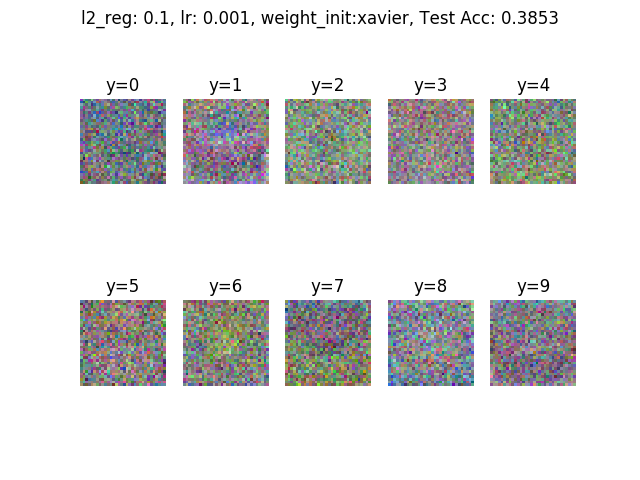 l2_reg: 0.1, lr: 0.001, weight_init:xavier, Test Acc: 0.3853
y=0 y=1 y=2 y=3 y=4
y=5 y=6 y=7 y=8 y=9